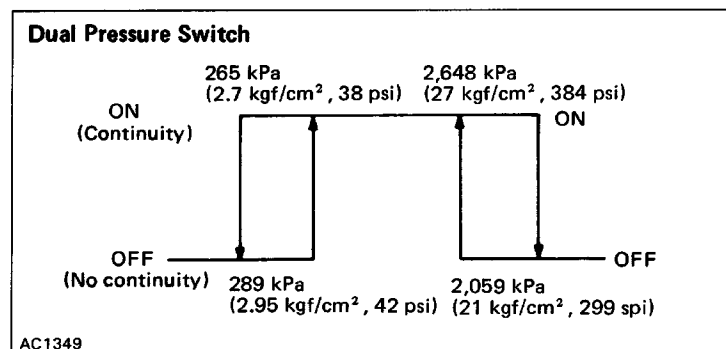 Dual Pressure Switch
265 kPa
(2.7 kgf/cm², 38 psi)
2,648 kPa
(27 kgf/cm², 384 psi)
ON
(Continuity)
ON
OFF
(No continuity)
289 kPa
(2.95 kgf/cm², 42 psi)
2,059 kPa
(21 kgf/cm², 299 spi)
OFF
AC1349